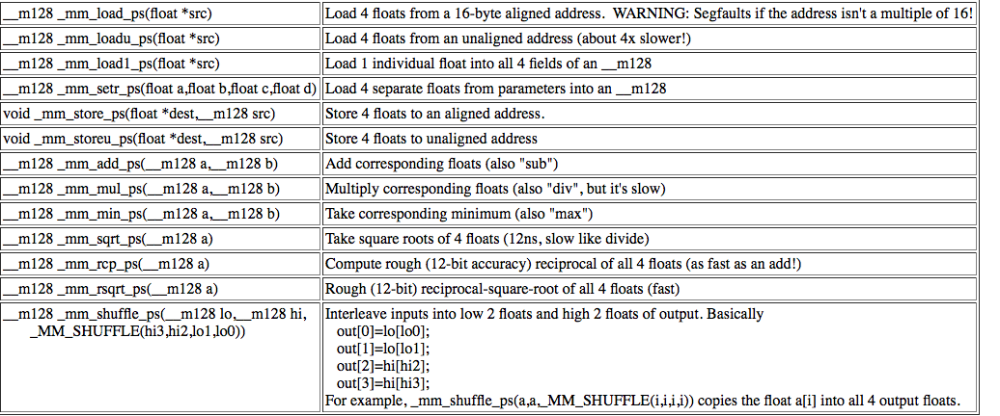 __m128 _mm_load_ps(float *src) Load 4 floats from a 16-byte aligned address.  WARNING: Segfaults if the address isn't a multiple of 16!
__m128 _mm_loadu_ps(float *src) Load 4 floats from an unaligned address (about 4x slower!)
__m128 _mm_load1_ps(float *src) Load 1 individual float into all 4 fields of an __m128
__m128 _mm_setr_ps(float a,float b,float c,float d) Load 4 separate floats from parameters into an __m128
void _mm_store_ps(float *dest,__m128 src) Store 4 floats to an aligned address.
void _mm_storeu_ps(float *dest,__m128 src) Store 4 floats to unaligned address
__m128 _mm_add_ps(__m128 a,__m128 b) Add corresponding floats (also "sub")
__m128 _mm_mul_ps(__m128 a,__m128 b) Multiply corresponding floats (also "div", but it's slow)
__m128 _mm_min_ps(__m128 a,__m128 b) Take corresponding minimum (also "max")
__m128 _mm_sqrt_ps(__m128 a) Take square roots of 4 floats (12ns, slow like divide)
__m128 _mm_rcp_ps(__m128 a) Compute rough (12-bit accuracy) reciprocal of all 4 floats (as fast as an add!)
__m128 _mm_rsqrt_ps(__m128 a) Rough (12-bit) reciprocal-square-root of all 4 floats (fast)
__m128 _mm_shuffle_ps(__m128 lo,__m128 hi,
_MM_SHUFFLE(hi3,hi2,lo1,lo0))
Interleave inputs into low 2 floats and high 2 floats of output. Basically
out[0]=lo[lo0];
out[1]=lo[lo1];
out[2]=hi[hi2];
out[3]=hi[hi3];
For example, _mm_shuffle_ps(a,a,_MM_SHUFFLE(i,i,i,i)) copies the float a[i] into all 4 output floats.